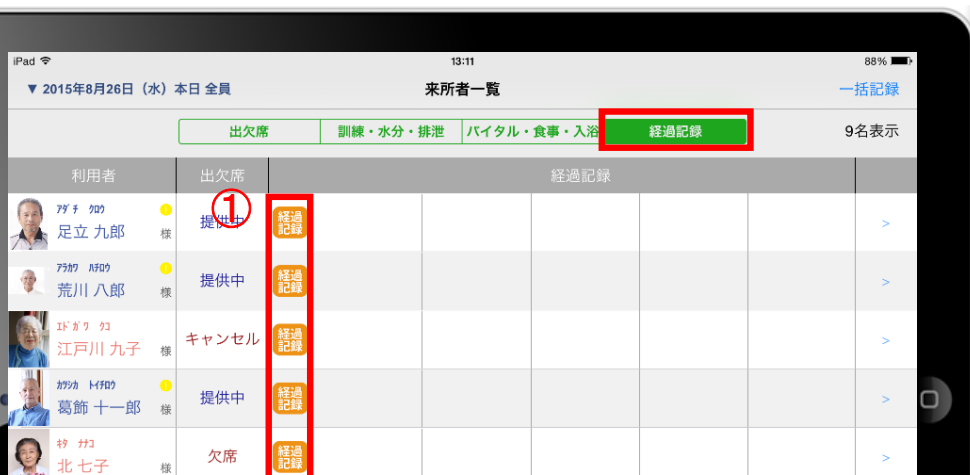 iPad 13:11 88%
▼ 2015年8月26日（水）本日 全員 来所者一覧 一括記録
出欠席 訓練・水分・排泄 バイタル・食事・入浴 経過記録 9名表示
利用者 出欠席 経過記録
①
ｱﾀﾞﾁ ｸﾛｳ
足立 九郎 様 提供中 経過記録 >
ｱﾗｶﾜ ﾊﾁﾛｳ
荒川 八郎 様 提供中 経過記録 >
ｴﾄﾞｶﾞﾜ ｸｺ
江戸川 九子 様 キャンセル 経過記録 >
ｶﾂｼｶ ﾄｲﾁﾛｳ
葛飾 十一郎 様 提供中 経過記録 >
ｷﾀ ﾅﾅｺ
北 七子 様 欠席 経過記録 >